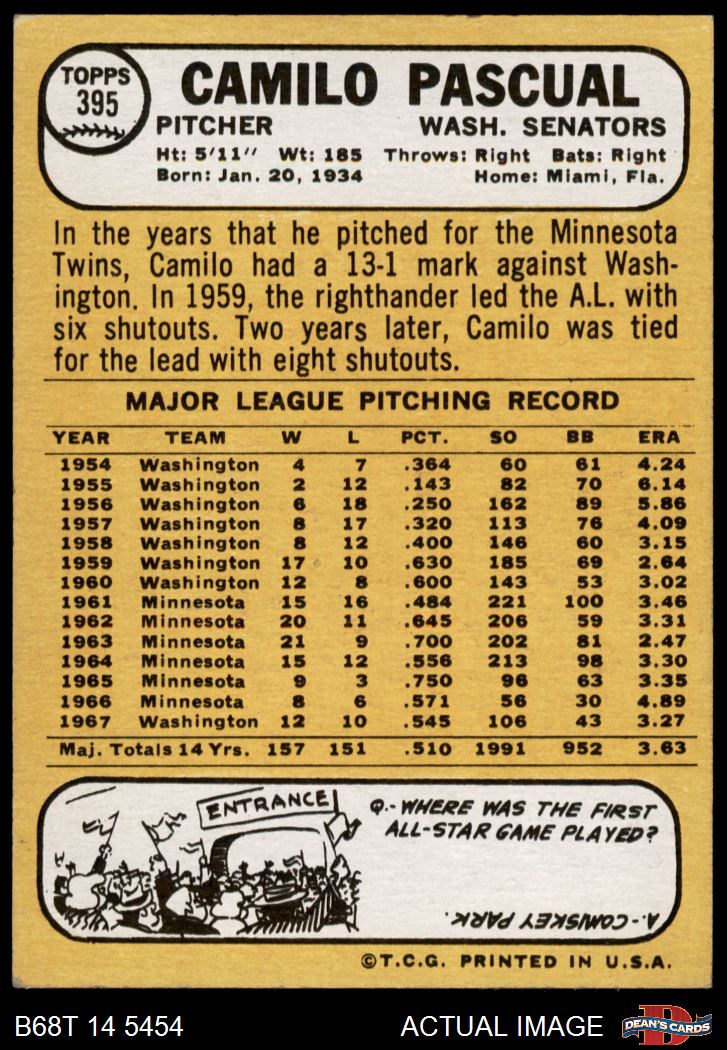 TOPPS
395
CAMILO PASCUAL
PITCHER WASH. SENATORS
Ht: 5'11" Wt: 185 Throws: Right Bats: Right
Born: Jan. 20, 1934 Home: Miami, Fla.
In the years that he pitched for the Minnesota
Twins, Camilo had a 13-1 mark against Wash-
ington. In 1959, the righthander led the A.L. with
six shutouts. Two years later, Camilo was tied
for the lead with eight shutouts.
MAJOR LEAGUE PITCHING RECORD
YEAR TEAM W L PCT. SO BB ERA
1954 Washington 4 7 .364 60 61 4.24
1955 Washington 2 12 .143 82 70 6.14
1956 Washington 6 18 .250 162 89 5.86
1957 Washington 8 17 .320 113 76 4.09
1958 Washington 8 12 .400 146 60 3.15
1959 Washington 17 10 .630 185 69 2.64
1960 Washington 12 8 .600 143 53 3.02
1961 Minnesota 15 16 .484 221 100 3.46
1962 Minnesota 20 11 .645 206 59 3.31
1963 Minnesota 21 9 .700 202 81 2.47
1964 Minnesota 15 12 .556 213 98 3.30
1965 Minnesota 9 3 .750 96 63 3.35
1966 Minnesota 8 6 .571 56 30 4.89
1967 Washington 12 10 .545 106 43 3.27
Maj. Totals 14 Yrs. 157 151 .510 1991 952 3.63
ENTRANCE
Q.- WHERE WAS THE FIRST
ALL-STAR GAME PLAYED?
A.- COMISKEY PARK.
©T.C.G. PRINTED IN U.S.A.
B68T 14 5454 ACTUAL IMAGE
D
DEAN'S CARDS